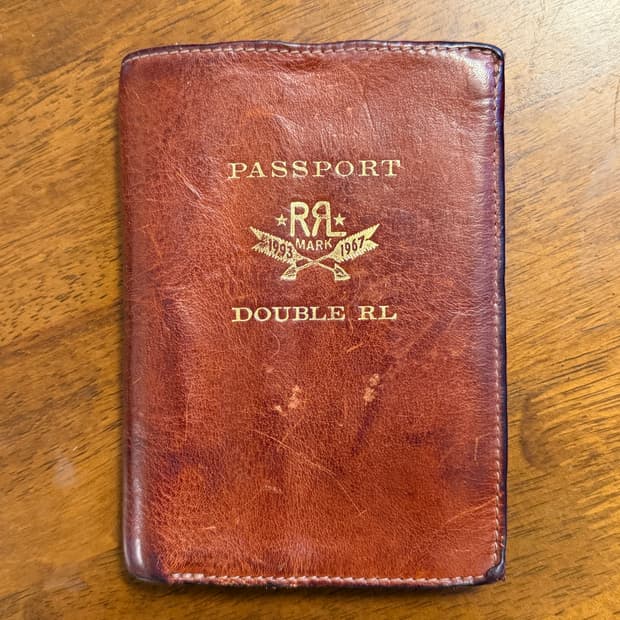 PASSPORT
RRL
MARK
1993 1967
DOUBLE RL